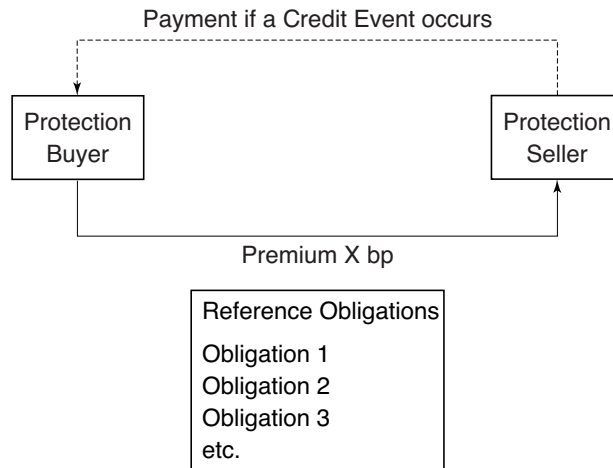 Payment if a Credit Event occurs
Protection
Buyer
Protection
Seller
Premium X bp
Reference Obligations
Obligation 1
Obligation 2
Obligation 3
etc.